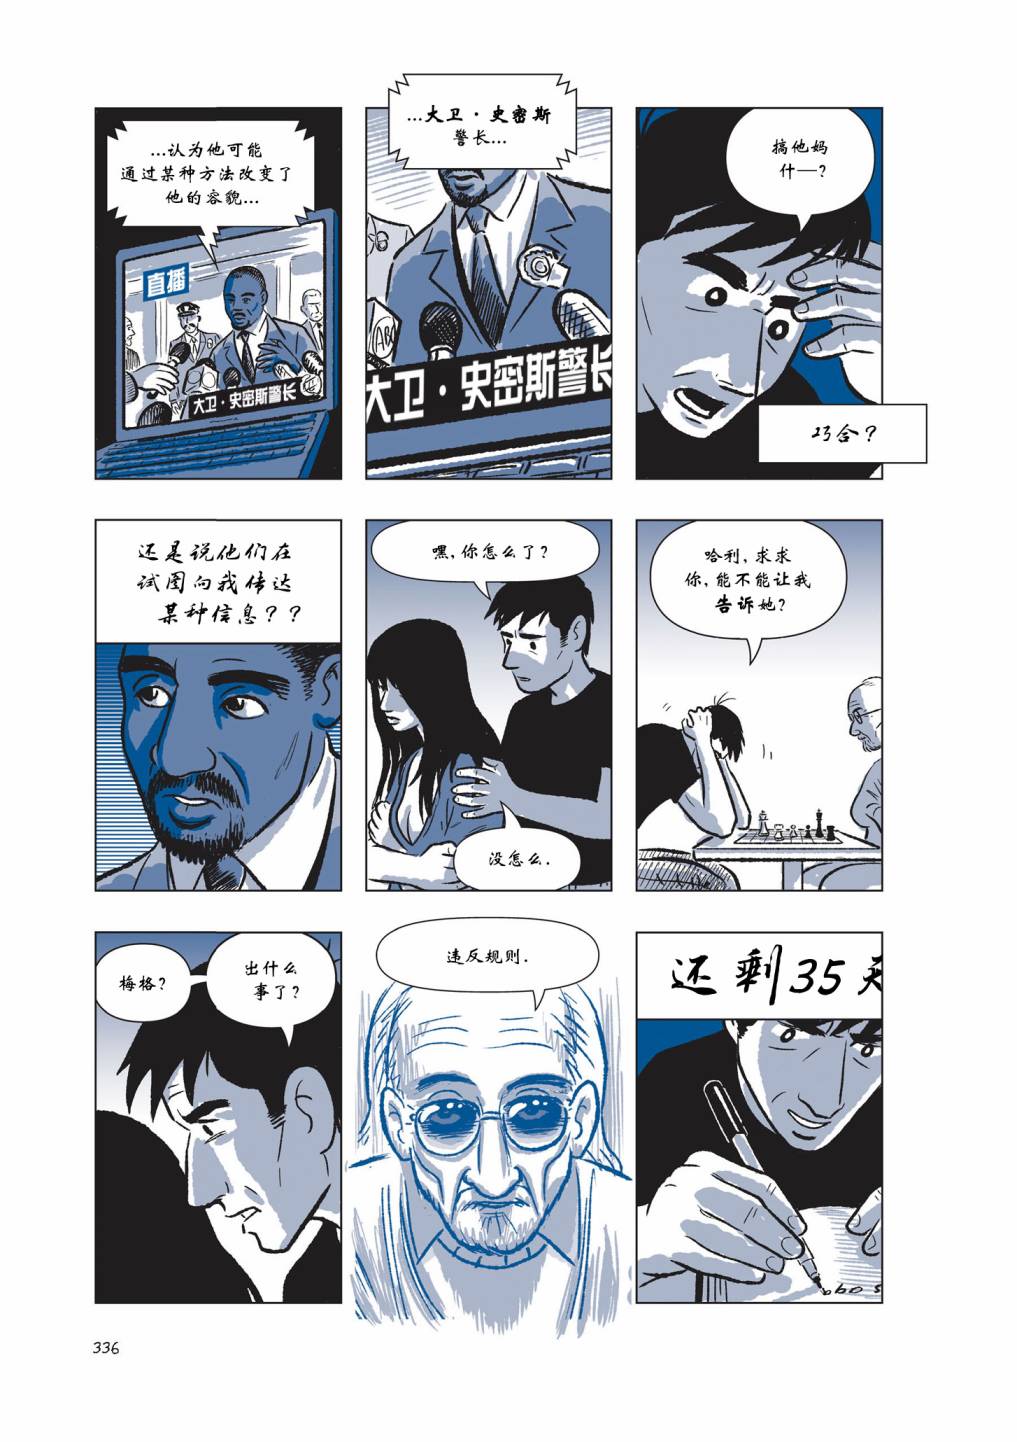 …认为他可能
通过某种方法改变了
他的容貌…
直播
大卫·史密斯警长
…大卫·史密斯
警长…
ABC
大卫·史密斯警长
搞他妈
什—?
巧合？
还是说他们在
试图向我传达
某种信息？？
嘿,你怎么了?
没怎么.
哈利,求求
你,能不能让我
告诉她?
梅格?
出什么
事了?
违反规则.
还剩35天
336